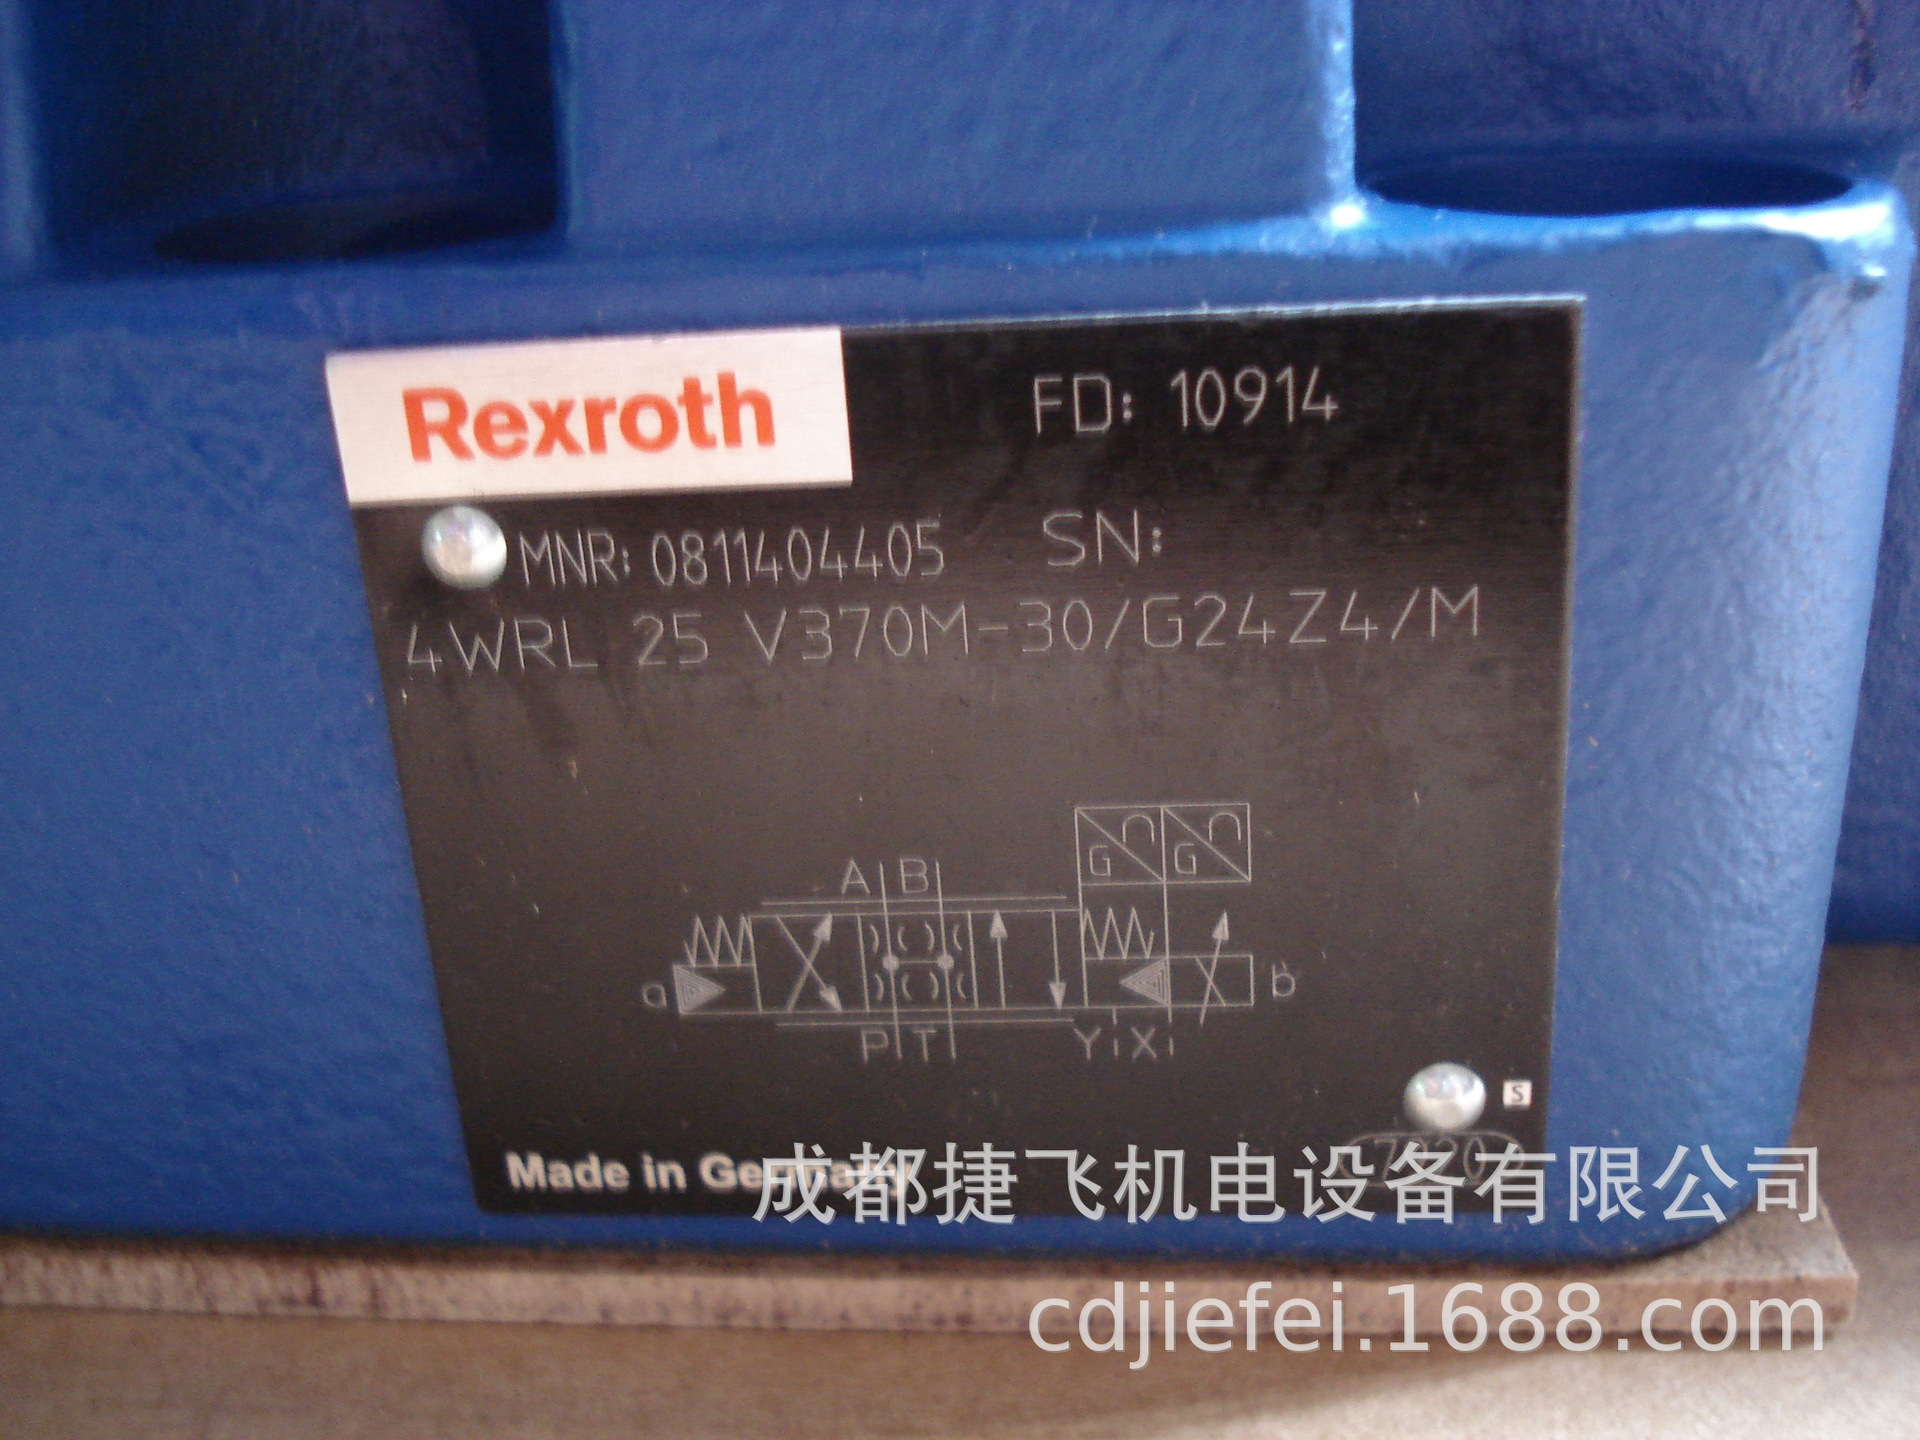 Rexroth
FD: 10914
MNR: 0811404405 SN:
4WRL 25 V370M-30/G24Z4/M
G G
A B
a b
P T Y X
S
Made in Germany
成都捷飞机电设备有限公司
cdjiefei.1688.com